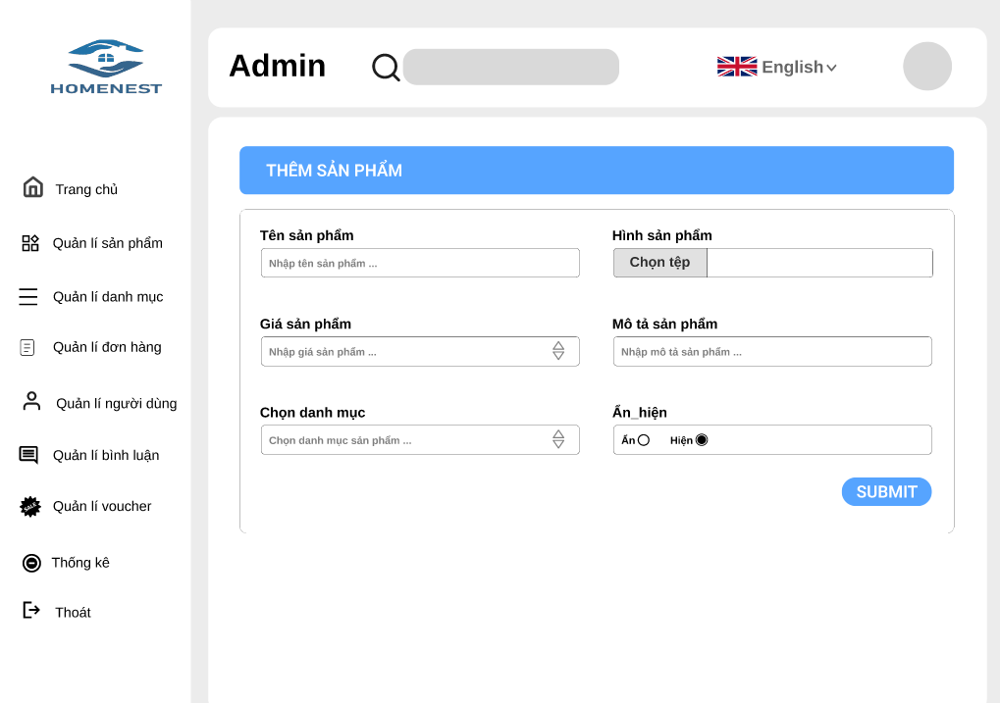 HOMENEST
Trang chủ
Quản lí sản phẩm
Quản lí danh mục
Quản lí đơn hàng
Quản lí người dùng
Quản lí bình luận
Quản lí voucher
Thống kê
Thoát
Admin
English
THÊM SẢN PHẨM
Tên sản phẩm
Nhập tên sản phẩm ...
Hình sản phẩm
Chọn tệp
Giá sản phẩm
Nhập giá sản phẩm ...
Mô tả sản phẩm
Nhập mô tả sản phẩm ...
Chọn danh mục
Chọn danh mục sản phẩm ...
Ẩn_hiện
Ẩn Hiện
SUBMIT